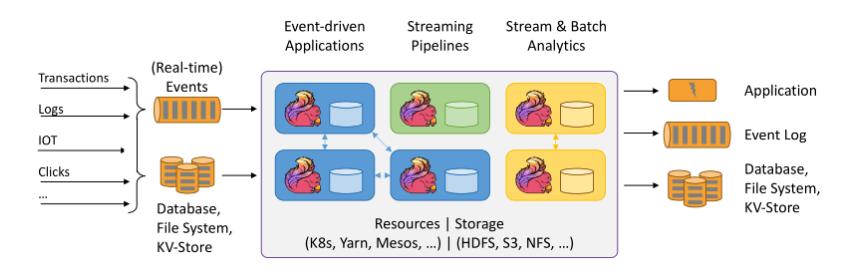 Event-driven
Applications
Streaming
Pipelines
Stream & Batch
Analytics
Transactions
Logs
IOT
Clicks
...
(Real-time)
Events
Database,
File System,
KV-Store
Resources | Storage
(K8s, Yarn, Mesos, ...) | (HDFS, S3, NFS, ...)
Application
Event Log
Database,
File System,
KV-Store